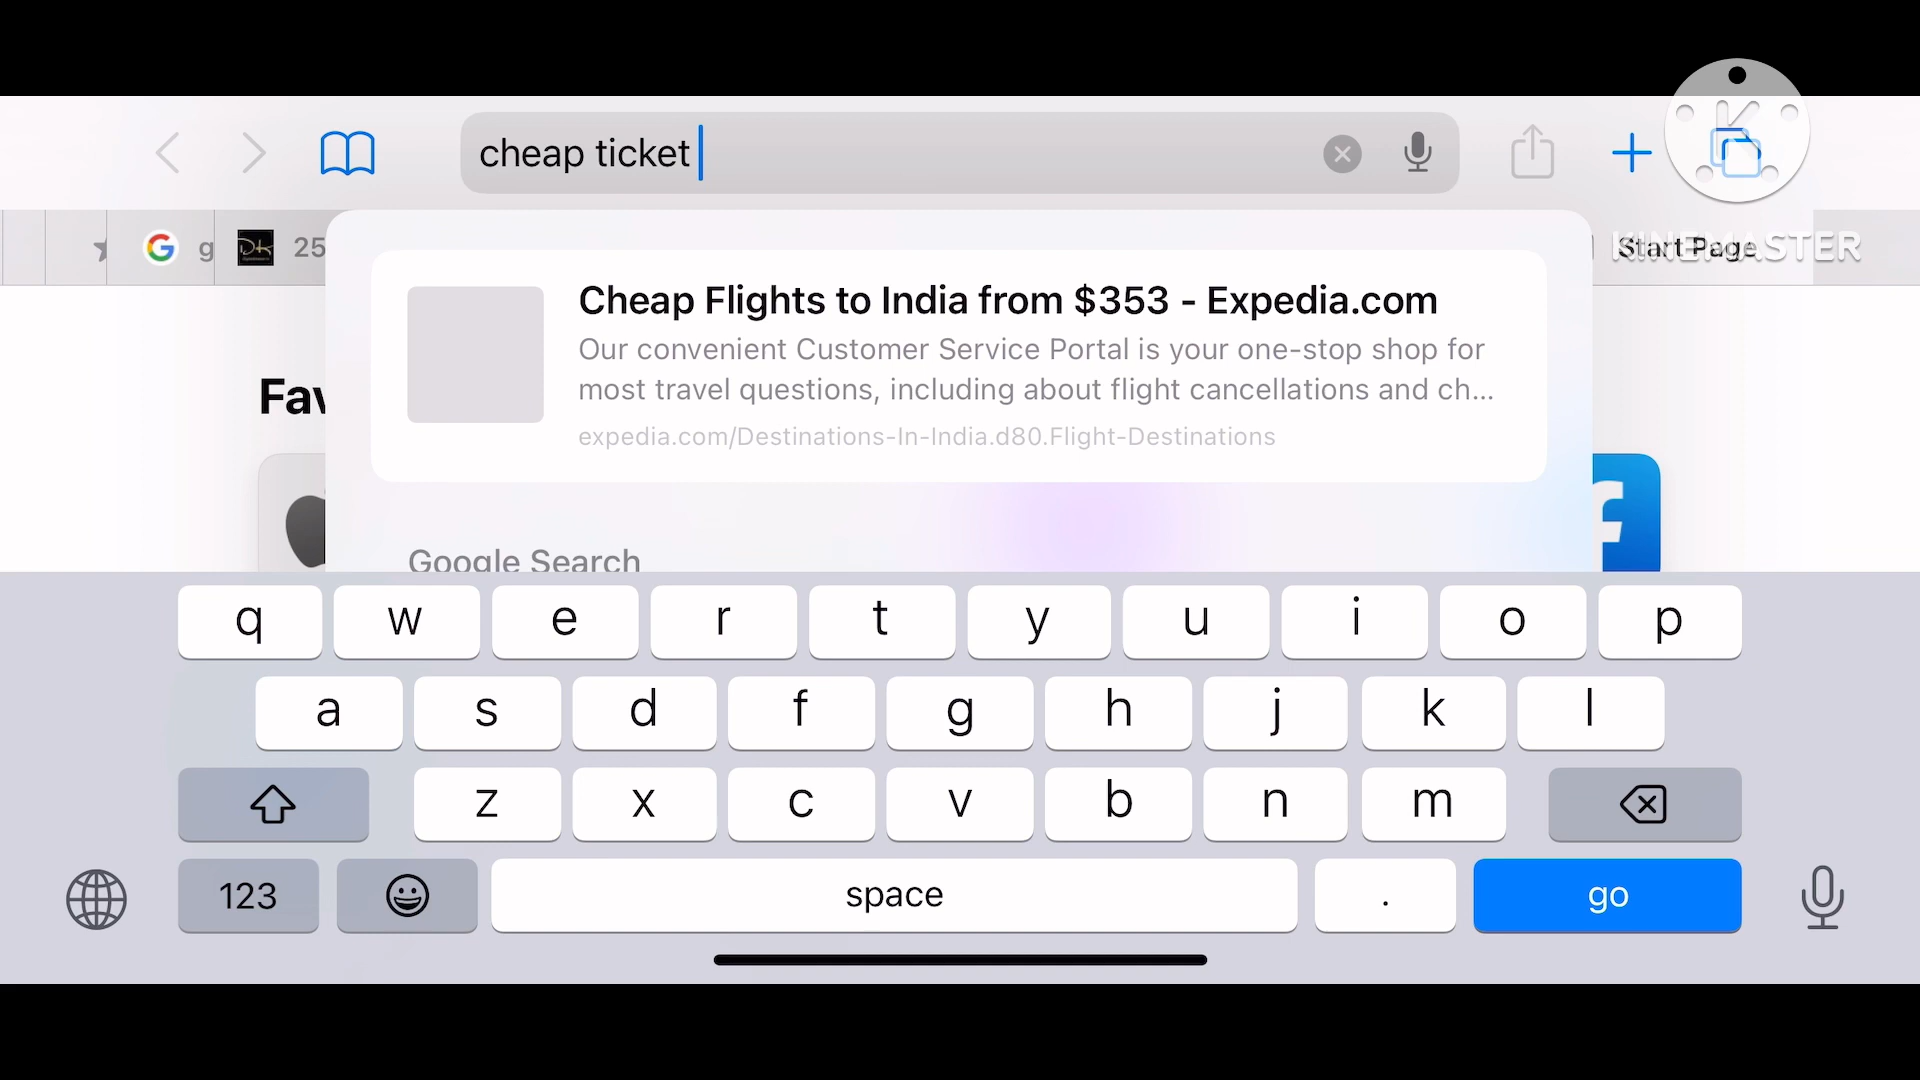 cheap ticket
KINEMASTER
g
25
Start Page
Cheap Flights to India from $353 - Expedia.com
Our convenient Customer Service Portal is your one-stop shop for
most travel questions, including about flight cancellations and ch...
expedia.com/Destinations-In-India.d80.Flight-Destinations
Fav
Google Search
q w e r t y u i o p
a s d f g h j k l
z x c v b n m
123 space . go